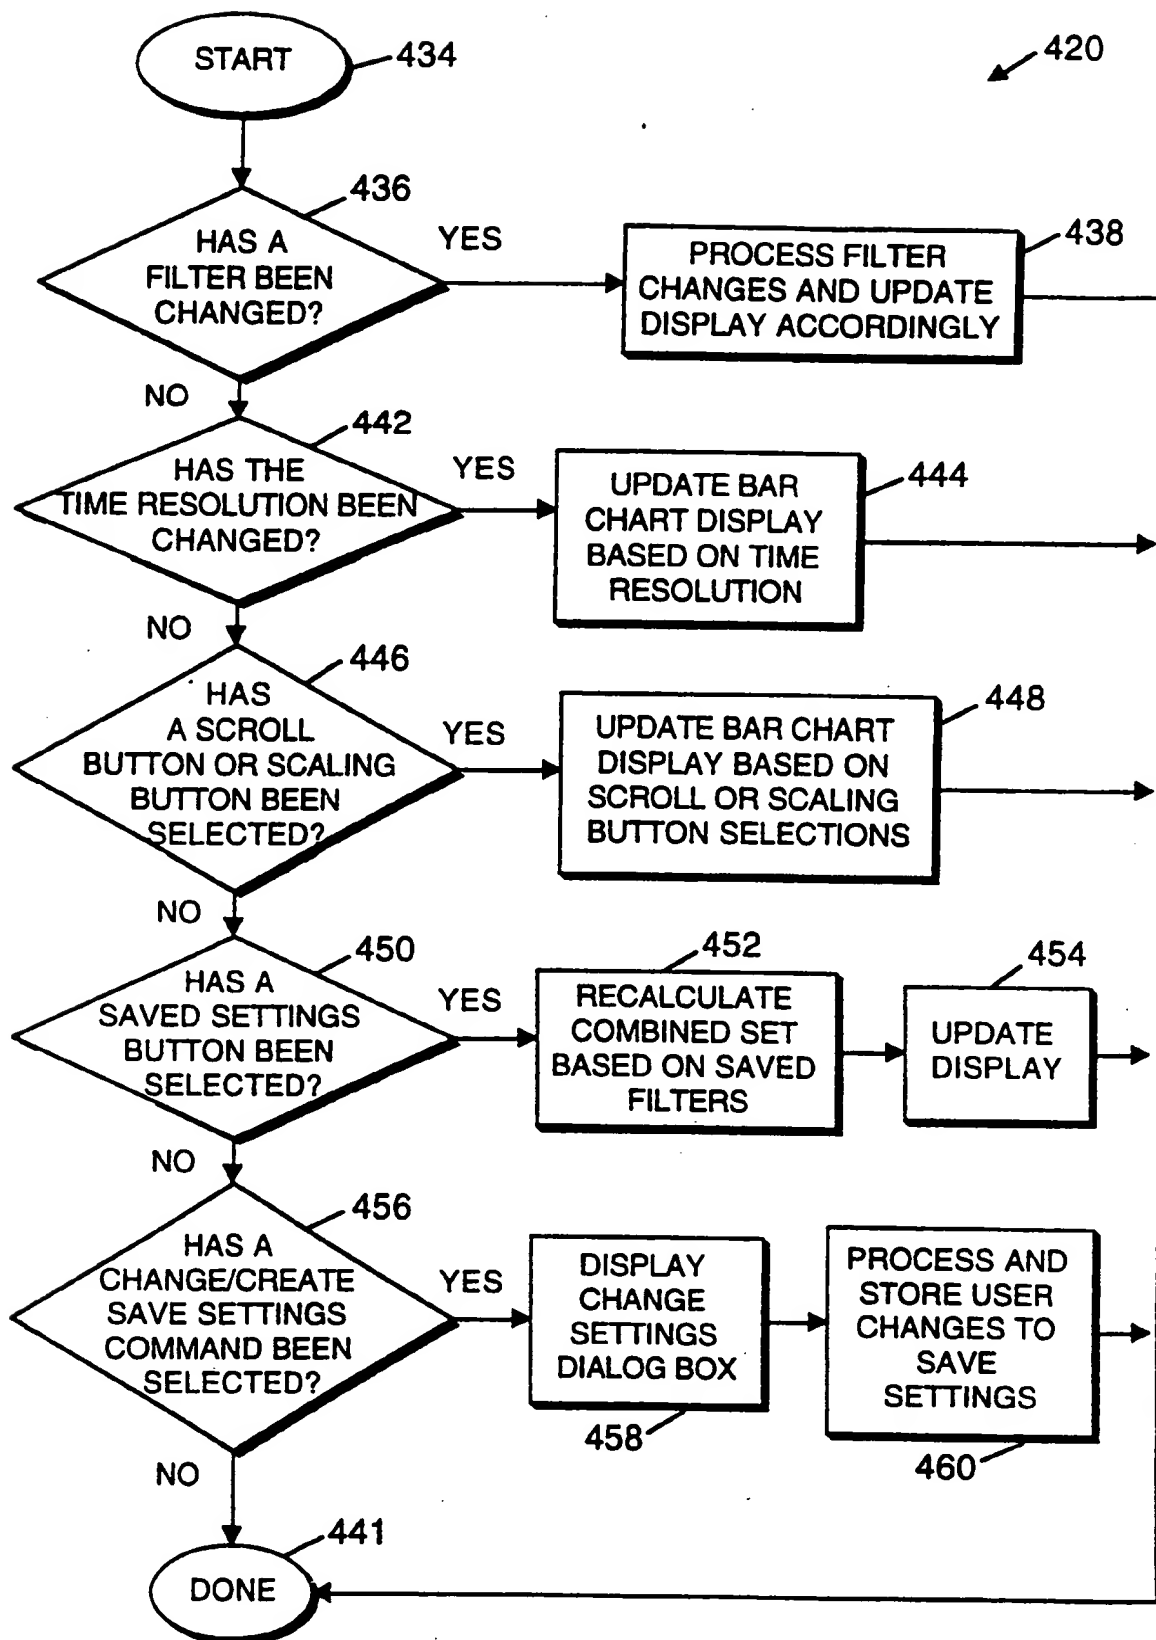 START
434
420
436
HAS A
FILTER BEEN
CHANGED?
YES
PROCESS FILTER
CHANGES AND UPDATE
DISPLAY ACCORDINGLY
438
NO
442
HAS THE
TIME RESOLUTION BEEN
CHANGED?
YES
UPDATE BAR
CHART DISPLAY
BASED ON TIME
RESOLUTION
444
NO
446
HAS
A SCROLL
BUTTON OR SCALING
BUTTON BEEN
SELECTED?
YES
UPDATE BAR CHART
DISPLAY BASED ON
SCROLL OR SCALING
BUTTON SELECTIONS
448
NO
450
HAS A
SAVED SETTINGS
BUTTON BEEN
SELECTED?
YES
452
RECALCULATE
COMBINED SET
BASED ON SAVED
FILTERS
454
UPDATE
DISPLAY
NO
456
HAS A
CHANGE/CREATE
SAVE SETTINGS
COMMAND BEEN
SELECTED?
YES
DISPLAY
CHANGE
SETTINGS
DIALOG BOX
458
PROCESS AND
STORE USER
CHANGES TO
SAVE
SETTINGS
460
NO
441
DONE